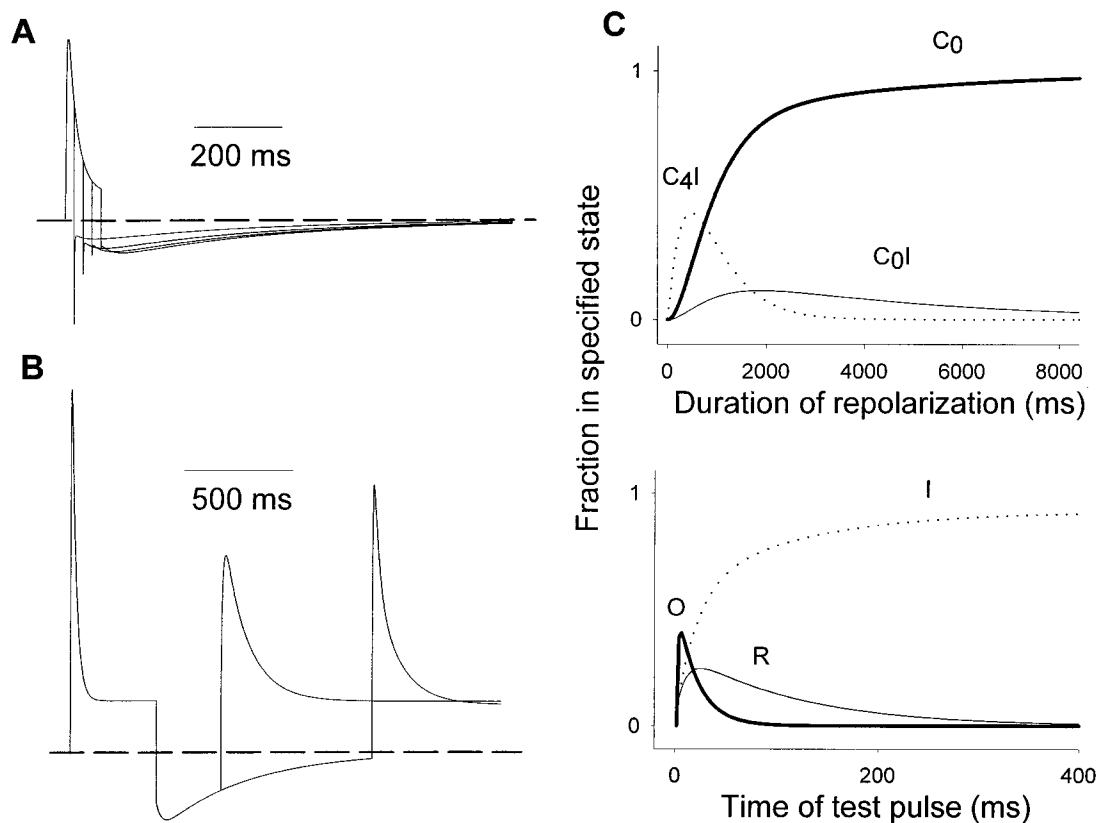 A
200 ms
B
500 ms
C
Fraction in specified state
C0
1
C4I
C0I
0
0 2000 4000 6000 8000
Duration of repolarization (ms)
1
I
O
R
0
0 200 400
Time of test pulse (ms)